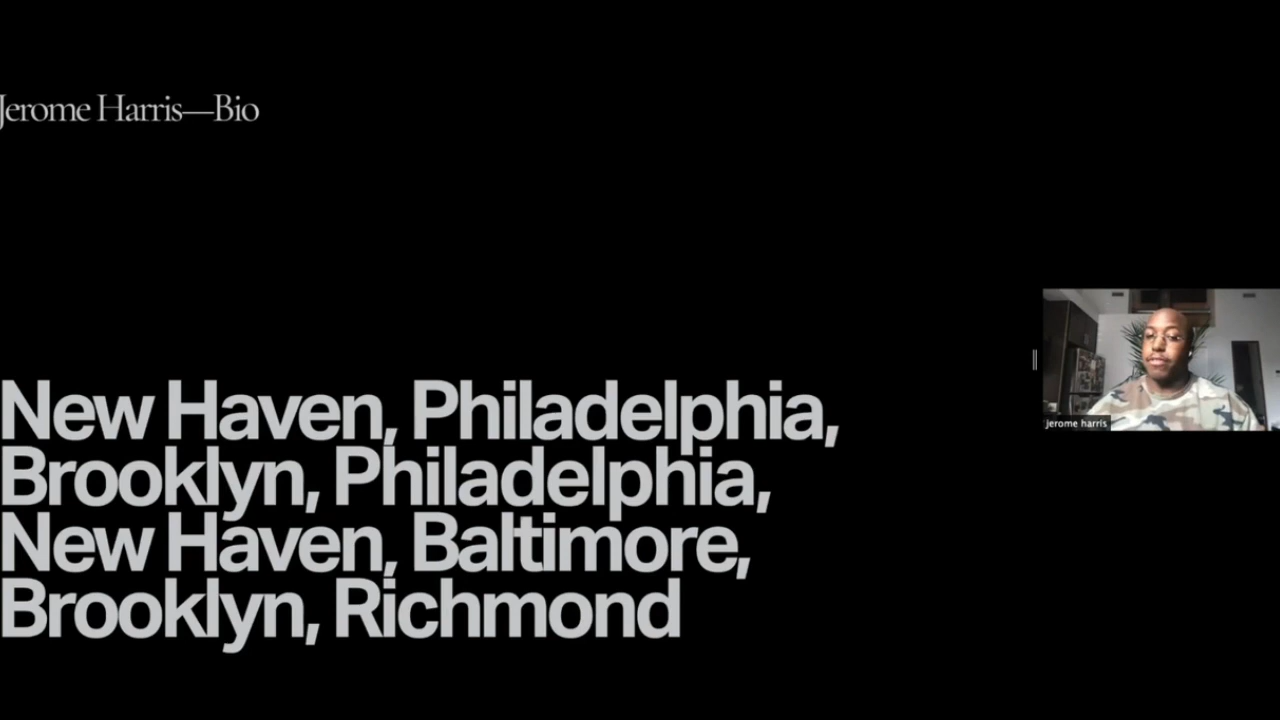 Jerome Harris—Bio
New Haven, Philadelphia,
Brooklyn, Philadelphia,
New Haven, Baltimore,
Brooklyn, Richmond
jerome harris